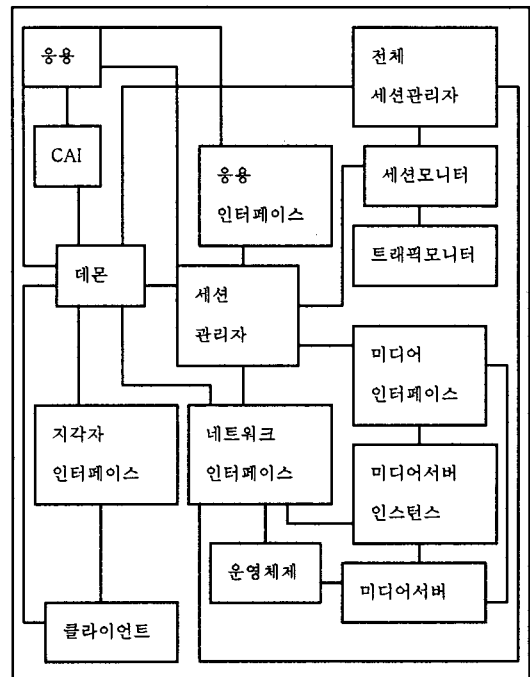 응용
전체
세션관리자
CAI
응용
인터페이스
세션모니터
트래픽모니터
데몬
세션
관리자
미디어
인터페이스
지각자
인터페이스
네트워크
인터페이스
미디어서버
인스턴스
운영체제
미디어서버
클라이언트